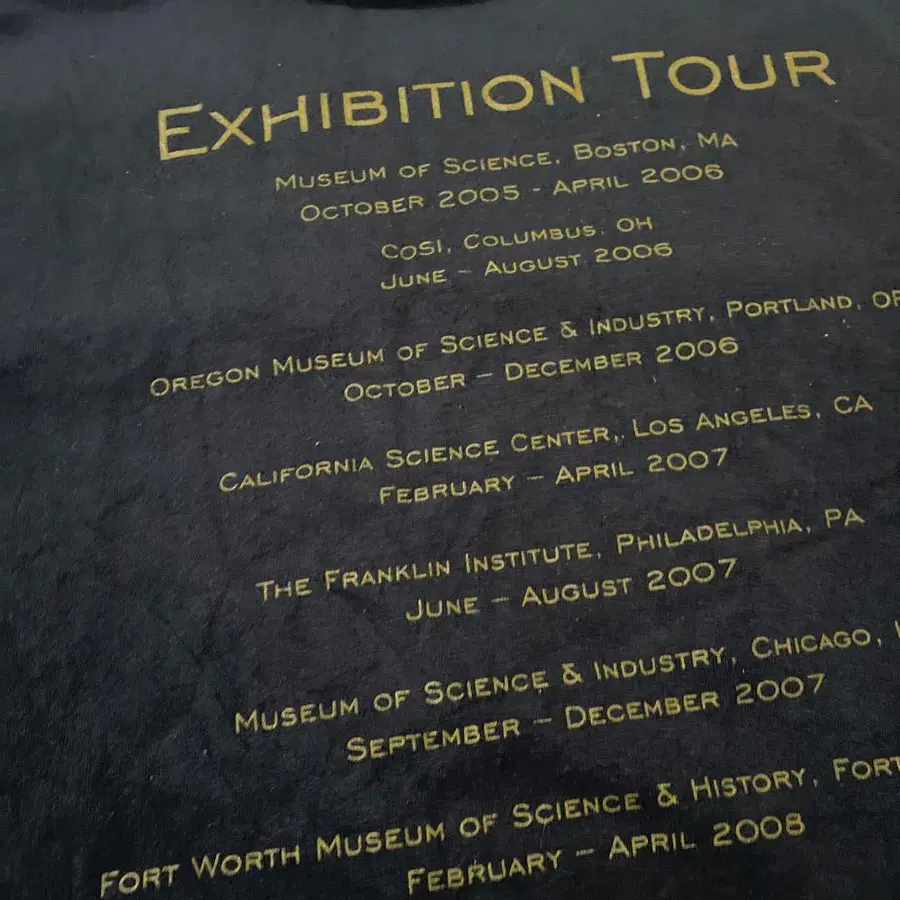 EXHIBITION TOUR
MUSEUM OF SCIENCE, BOSTON, MA
OCTOBER 2005 - APRIL 2006
COSI, COLUMBUS, OH
JUNE – AUGUST 2006
OREGON MUSEUM OF SCIENCE & INDUSTRY, PORTLAND, OR
OCTOBER – DECEMBER 2006
CALIFORNIA SCIENCE CENTER, LOS ANGELES, CA
FEBRUARY – APRIL 2007
THE FRANKLIN INSTITUTE, PHILADELPHIA, PA
JUNE – AUGUST 2007
MUSEUM OF SCIENCE & INDUSTRY, CHICAGO,
SEPTEMBER – DECEMBER 2007
FORT WORTH MUSEUM OF SCIENCE & HISTORY, FORT
FEBRUARY – APRIL 2008